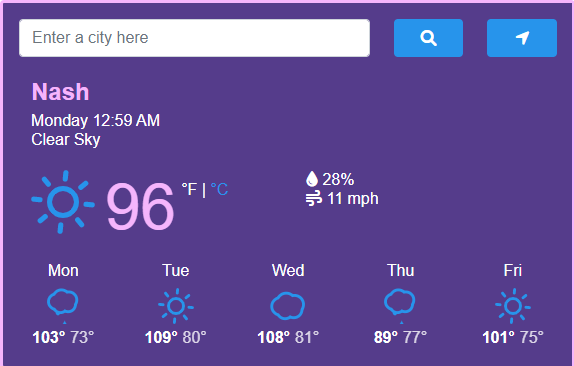 Enter a city here
Nash
Monday 12:59 AM
Clear Sky
96 °F | °C
28%
11 mph
Mon Tue Wed Thu Fri
103° 73° 109° 80° 108° 81° 89° 77° 101° 75°